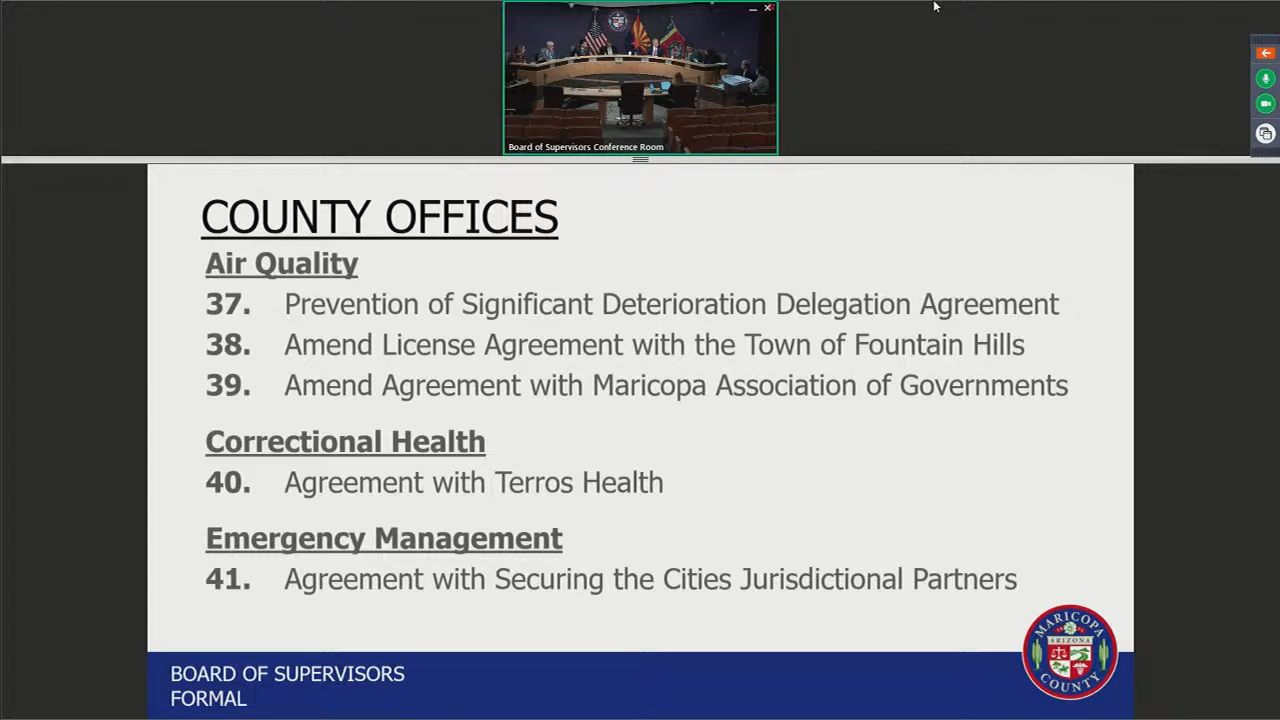 Board of Supervisors Conference Room
COUNTY OFFICES
Air Quality
37. Prevention of Significant Deterioration Delegation Agreement
38. Amend License Agreement with the Town of Fountain Hills
39. Amend Agreement with Maricopa Association of Governments
Correctional Health
40. Agreement with Terros Health
Emergency Management
41. Agreement with Securing the Cities Jurisdictional Partners
MARICOPA
ARIZONA
COUNTY
BOARD OF SUPERVISORS
FORMAL